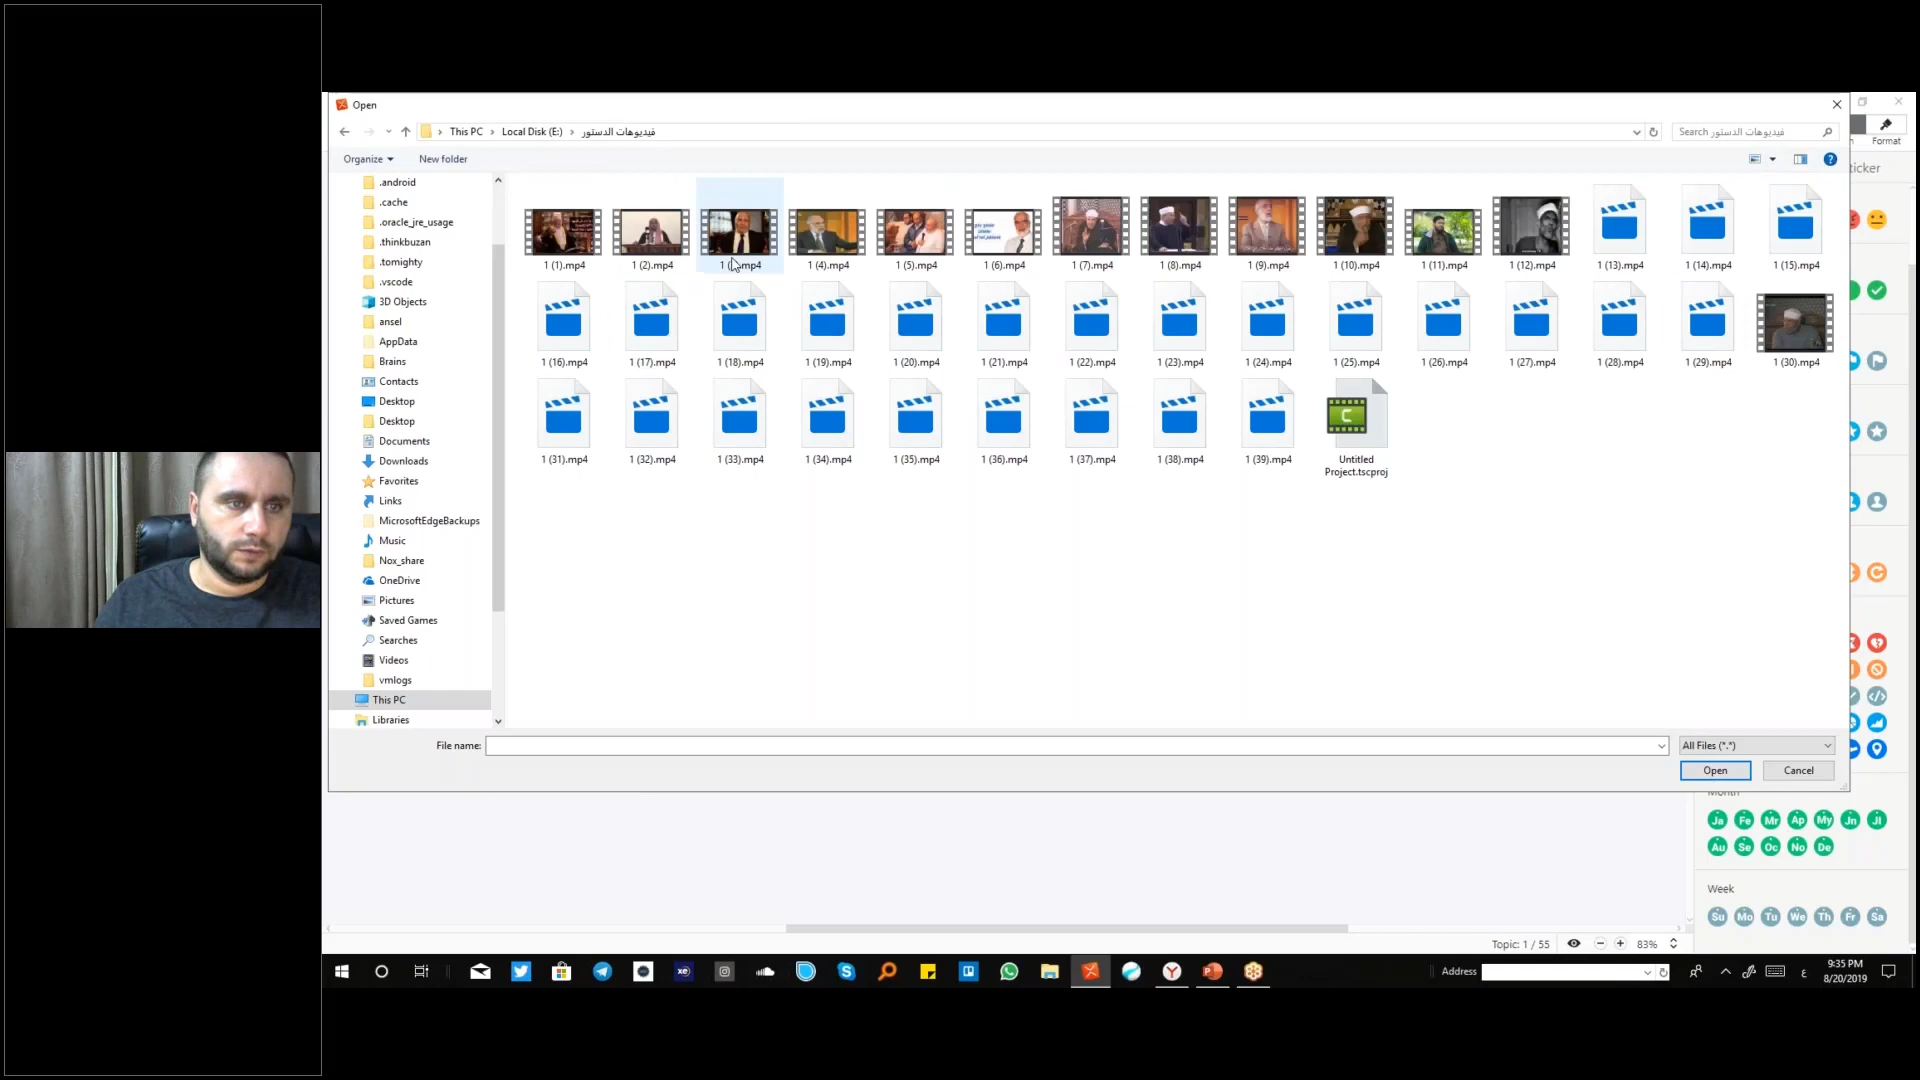 Open
This PC
Local Disk (E:)
فيديوهات الدستور
Search فيديوهات الدستور
Format
Organize
New folder
.android
.cache
.oracle_jre_usage
.thinkbuzan
.tomighty
.vscode
3D Objects
ansel
AppData
Brains
Contacts
Desktop
Desktop
Documents
Downloads
Favorites
Links
MicrosoftEdgeBackups
Music
Nox_share
OneDrive
Pictures
Saved Games
Searches
Videos
vmlogs
This PC
Libraries
1 (1).mp4
1 (2).mp4
1 ( .mp4
1 (4).mp4
1 (5).mp4
1 (6).mp4
1 (7).mp4
1 (8).mp4
1 (9).mp4
1 (10).mp4
1 (11).mp4
1 (12).mp4
1 (13).mp4
1 (14).mp4
1 (15).mp4
1 (16).mp4
1 (17).mp4
1 (18).mp4
1 (19).mp4
1 (20).mp4
1 (21).mp4
1 (22).mp4
1 (23).mp4
1 (24).mp4
1 (25).mp4
1 (26).mp4
1 (27).mp4
1 (28).mp4
1 (29).mp4
1 (30).mp4
1 (31).mp4
1 (32).mp4
1 (33).mp4
1 (34).mp4
1 (35).mp4
1 (36).mp4
1 (37).mp4
1 (38).mp4
1 (39).mp4
Untitled
Project.tscproj
File name:
All Files (*.*)
Open
Cancel
Month
Ja Fe Mr Ap My Jn Jl
Au Se Oc No De
Week
Su Mo Tu We Th Fr Sa
Topic: 1 / 55
83%
Address
ع
9:35 PM
8/20/2019